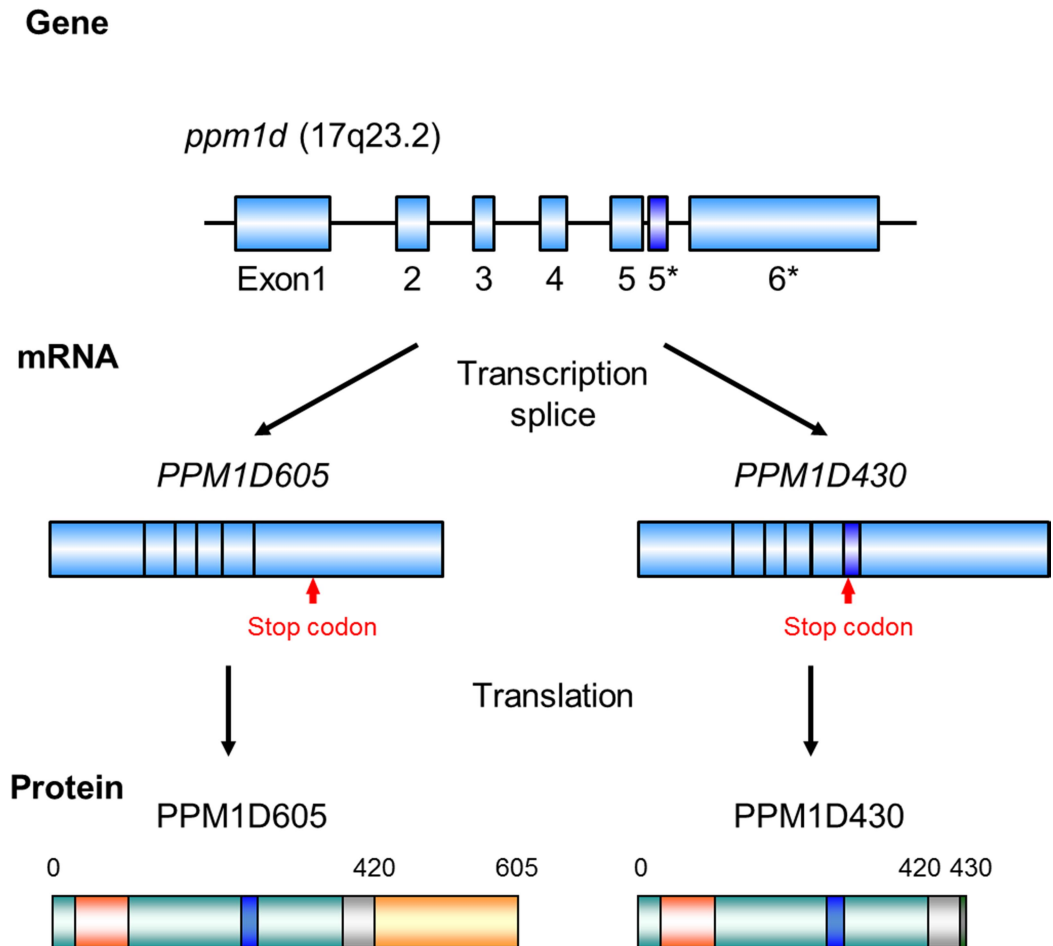 Gene
ppm1d (17q23.2)
Exon1 2 3 4 5 5* 6*
mRNA
Transcription
splice
PPM1D605 PPM1D430
Stop codon Stop codon
Translation
Protein
PPM1D605 PPM1D430
0 420 605 0 420 430